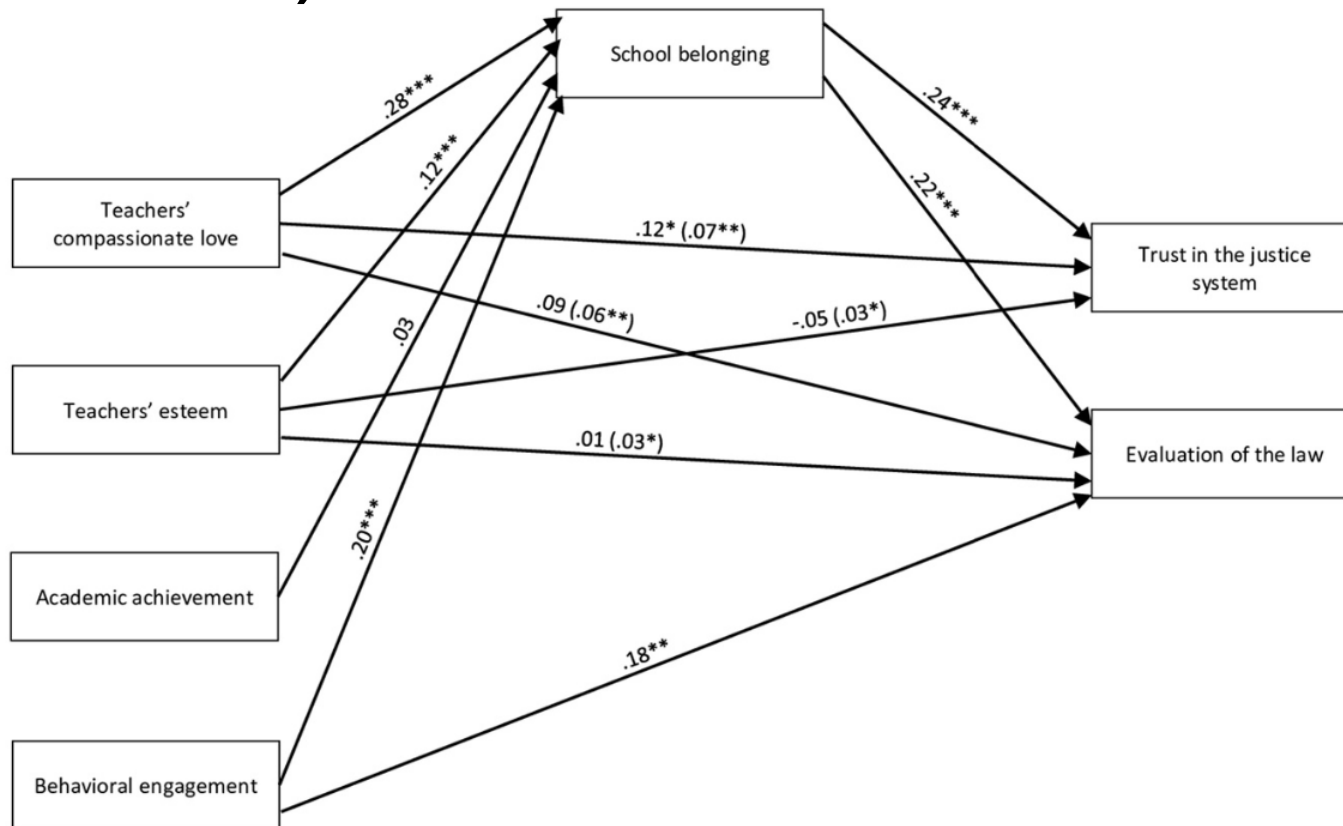 School belonging
.28***
.12***
.24***
.22***
Teachers’
compassionate love
.12* (.07**)
Trust in the justice
system
.09 (.06**)
-.05 (.03*)
.03
Teachers’ esteem
.01 (.03*)
Evaluation of the law
.20***
Academic achievement
.18**
Behavioral engagement